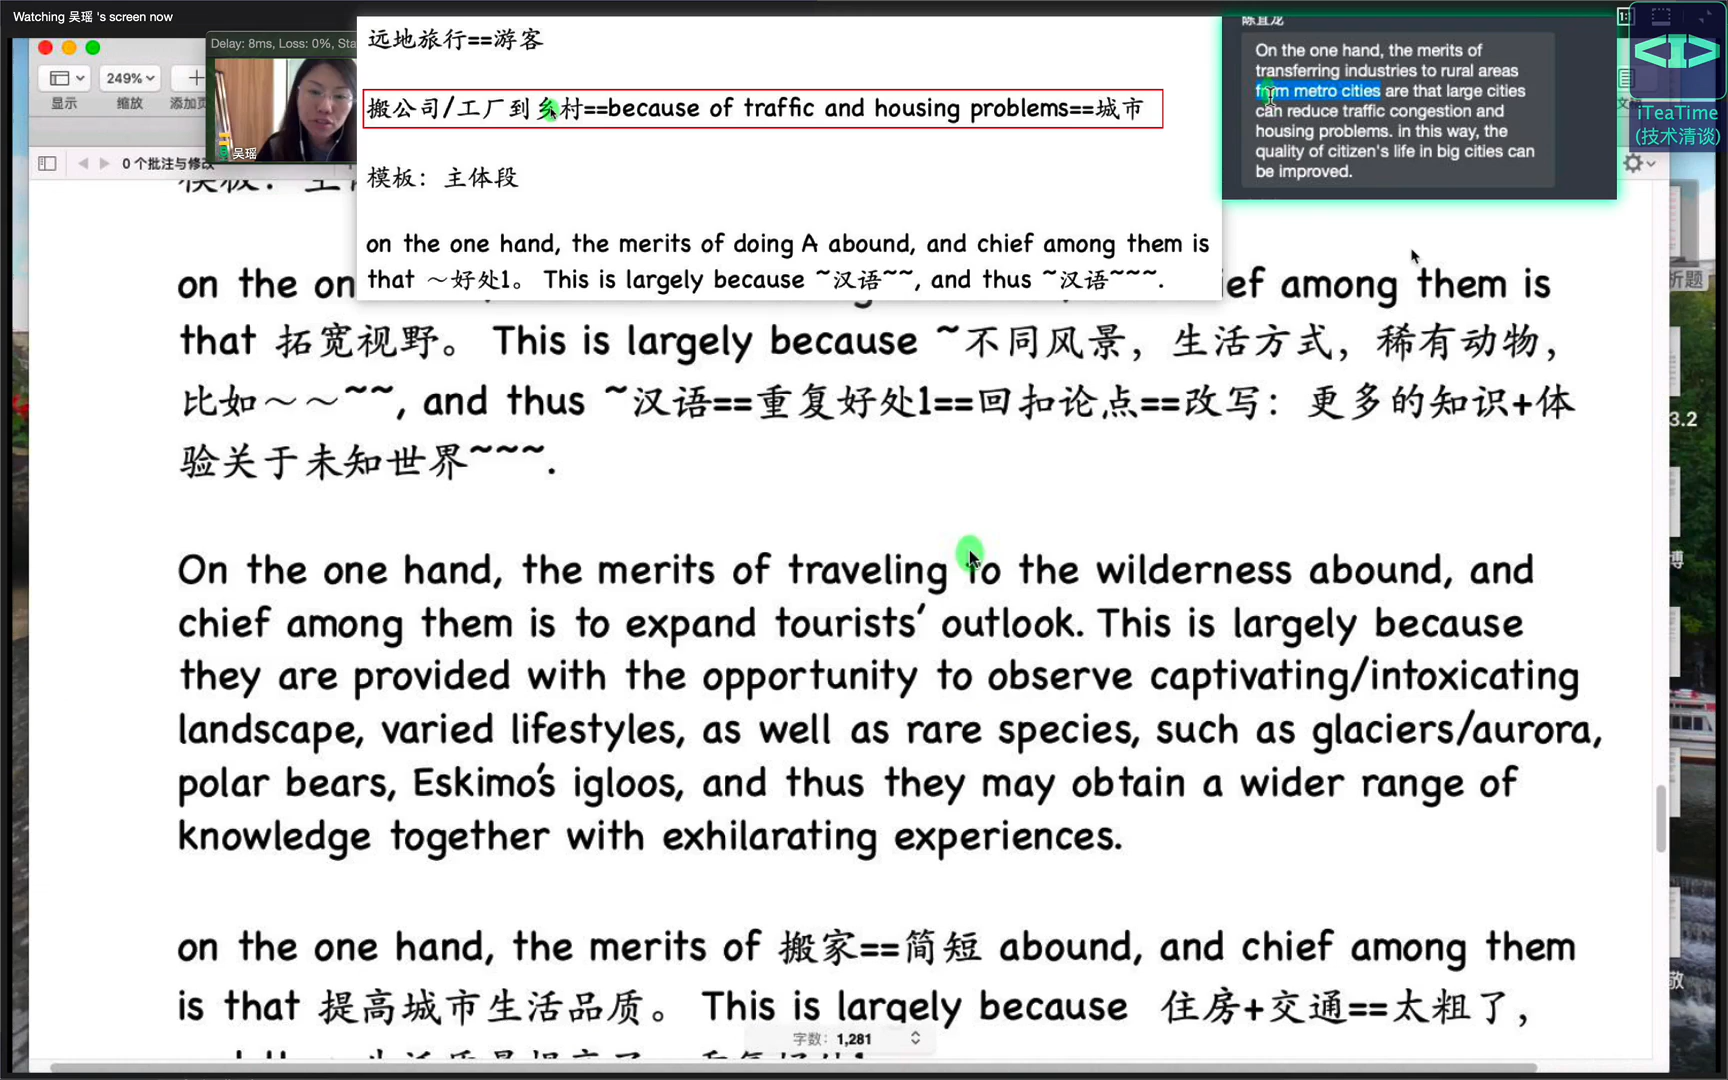 Watching 吴瑶 's screen now
Delay: 8ms, Loss: 0%, Sta
249%
显示
缩放
添加页
吴瑶
0 个批注与修改
远地旅行==游客
搬公司/工厂到乡村==because of traffic and housing problems==城市
模板：主体段
on the one hand, the merits of doing A abound, and chief among them is
that ～好处1。 This is largely because ~汉语~~, and thus ~汉语~~~.
陈宜龙
On the one hand, the merits of
transferring industries to rural areas
form metro cities are that large cities
can reduce traffic congestion and
housing problems. in this way, the
quality of citizen's life in big cities can
be improved.
iTeaTime
(技术清谈)
模板：主
on the on
ief among them is
that 拓宽视野。 This is largely because ~不同风景，生活方式，稀有动物，
比如～～~~, and thus ~汉语==重复好处1==回扣论点==改写：更多的知识+体
验关于未知世界~~~.
On the one hand, the merits of traveling to the wilderness abound, and
chief among them is to expand tourists' outlook. This is largely because
they are provided with the opportunity to observe captivating/intoxicating
landscape, varied lifestyles, as well as rare species, such as glaciers/aurora,
polar bears, Eskimo's igloos, and thus they may obtain a wider range of
knowledge together with exhilarating experiences.
on the one hand, the merits of 搬家==简短 abound, and chief among them
is that 提高城市生活品质。 This is largely because 住房+交通==太粗了，
字数： 1,281
析题
3.2
博
敬